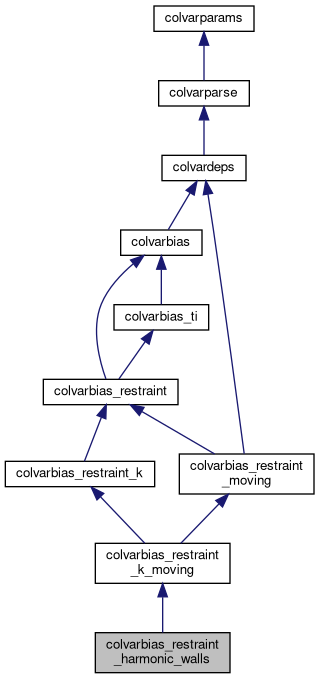 colvarparams
colvarparse
colvardeps
colvarbias
colvarbias_ti
colvarbias_restraint
colvarbias_restraint_k
colvarbias_restraint
_moving
colvarbias_restraint
_k_moving
colvarbias_restraint
_harmonic_walls